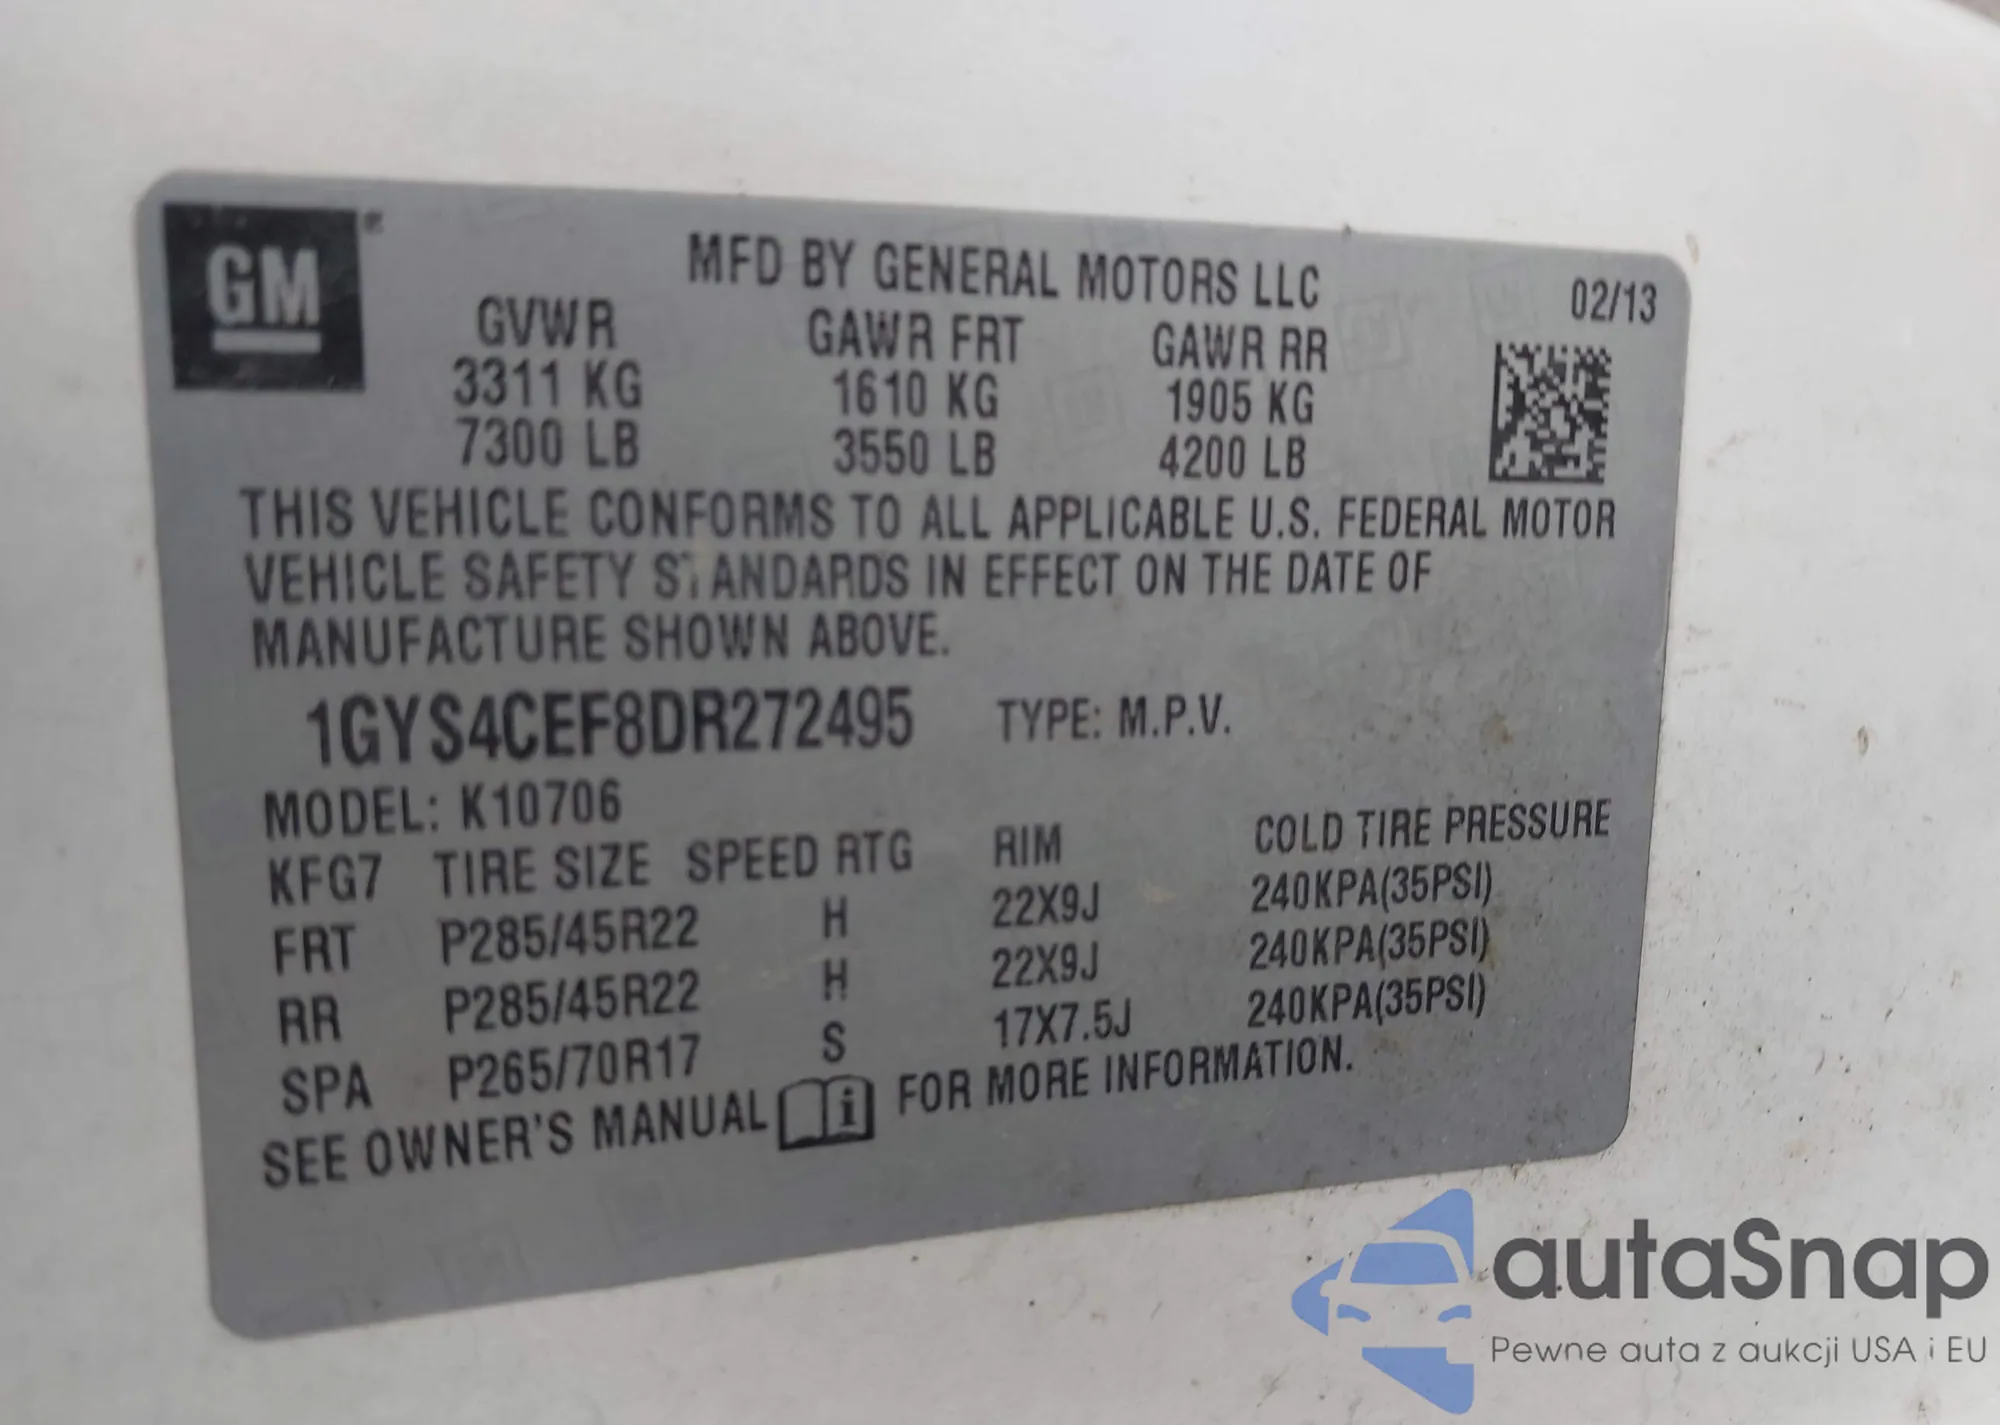 GM
MFD BY GENERAL MOTORS LLC
02/13
GVWR GAWR FRT GAWR RR
3311 KG 1610 KG 1905 KG
7300 LB 3550 LB 4200 LB
THIS VEHICLE CONFORMS TO ALL APPLICABLE U.S. FEDERAL MOTOR
VEHICLE SAFETY STANDARDS IN EFFECT ON THE DATE OF
MANUFACTURE SHOWN ABOVE.
1GYS4CEF8DR272495 TYPE: M.P.V.
MODEL: K10706
KFG7 TIRE SIZE SPEED RTG RIM COLD TIRE PRESSURE
FRT P285/45R22 H 22X9J 240KPA(35PSI)
RR P285/45R22 H 22X9J 240KPA(35PSI)
SPA P265/70R17 S 17X7.5J 240KPA(35PSI)
SEE OWNER'S MANUAL i FOR MORE INFORMATION.
autaSnap
Pewne auta z aukcji USA i EU